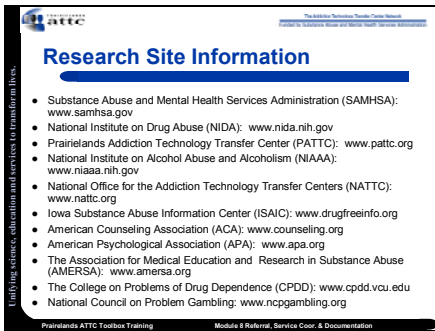 PRAIRIELANDS
attc
The Addiction Technology Transfer Center Network
Funded by Substance Abuse and Mental Health Services Administration
Research Site Information
Unifying science, education and services to transform lives.
● Substance Abuse and Mental Health Services Administration (SAMHSA):
www.samhsa.gov
● National Institute on Drug Abuse (NIDA): www.nida.nih.gov
● Prairielands Addiction Technology Transfer Center (PATTC): www.pattc.org
● National Institute on Alcohol Abuse and Alcoholism (NIAAA):
www.niaaa.nih.gov
● National Office for the Addiction Technology Transfer Centers (NATTC):
www.nattc.org
● Iowa Substance Abuse Information Center (ISAIC): www.drugfreeinfo.org
● American Counseling Association (ACA): www.counseling.org
● American Psychological Association (APA): www.apa.org
● The Association for Medical Education and Research in Substance Abuse
(AMERSA): www.amersa.org
● The College on Problems of Drug Dependence (CPDD): www.cpdd.vcu.edu
● National Council on Problem Gambling: www.ncpgambling.org
Prairielands ATTC Toolbox Training
Module 8 Referral, Service Coor. & Documentation